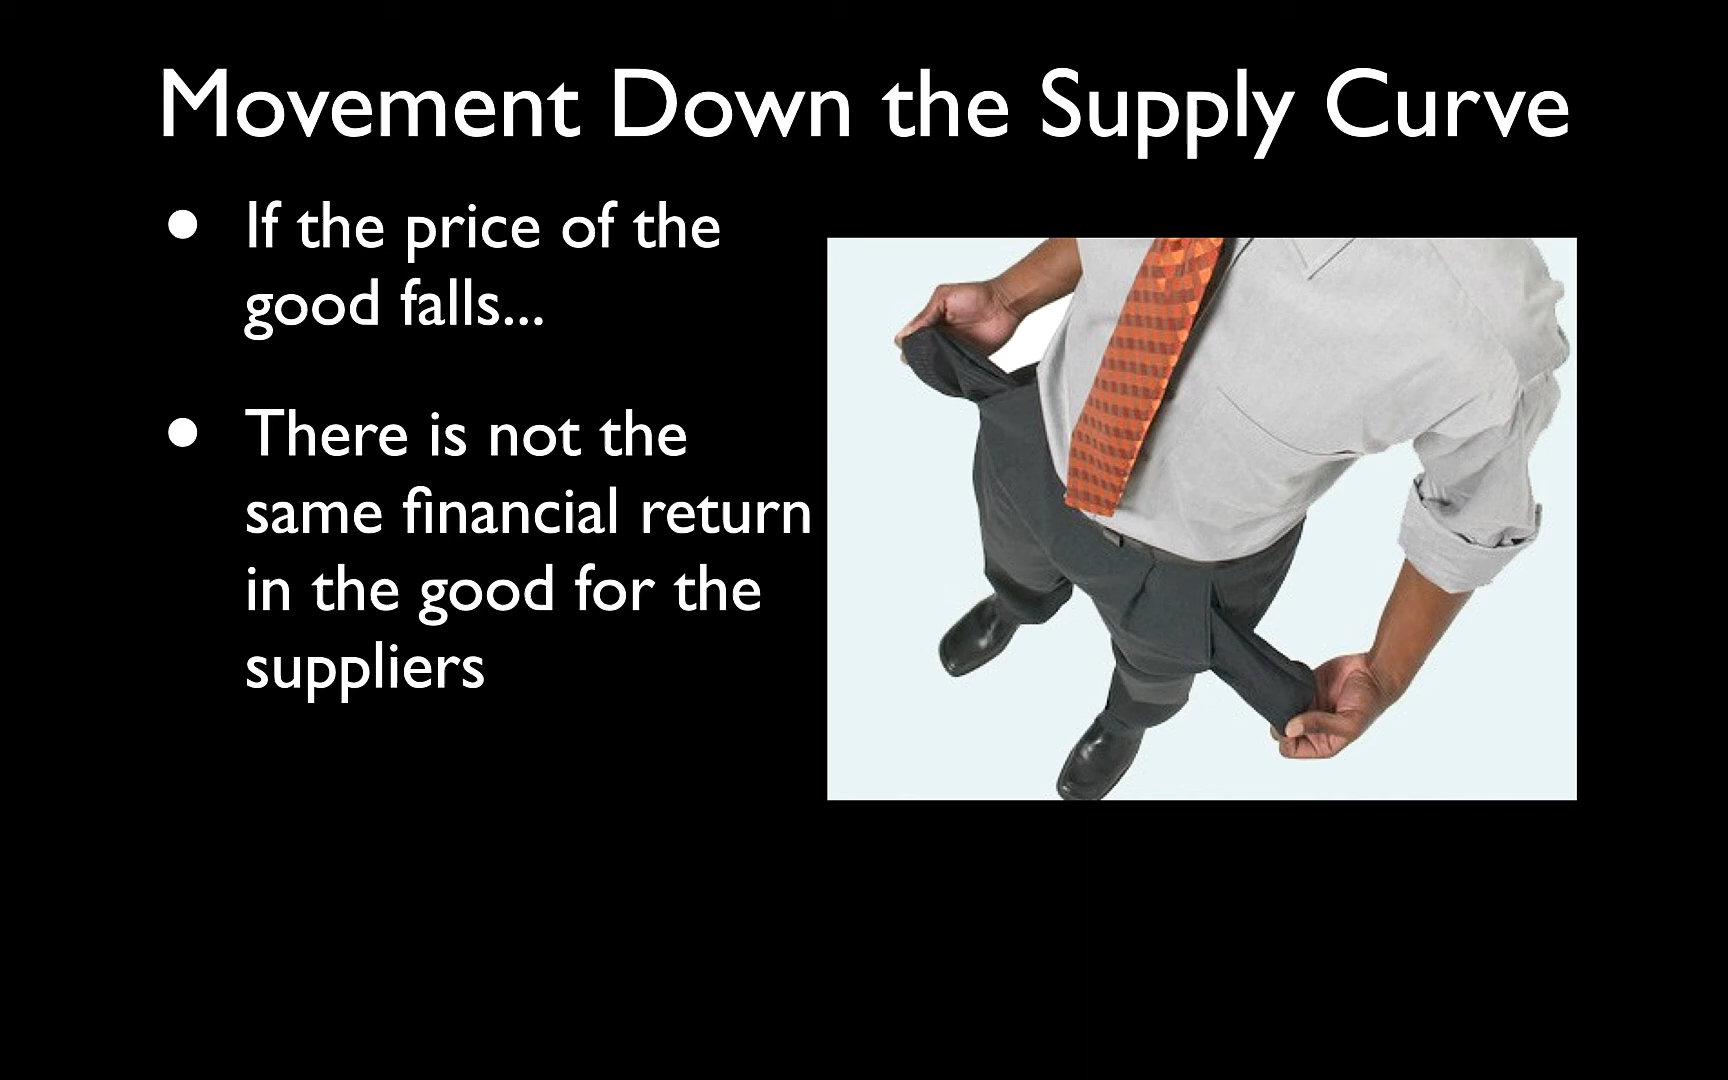 Movement Down the Supply Curve
• If the price of the
good falls...
• There is not the
same financial return
in the good for the
suppliers